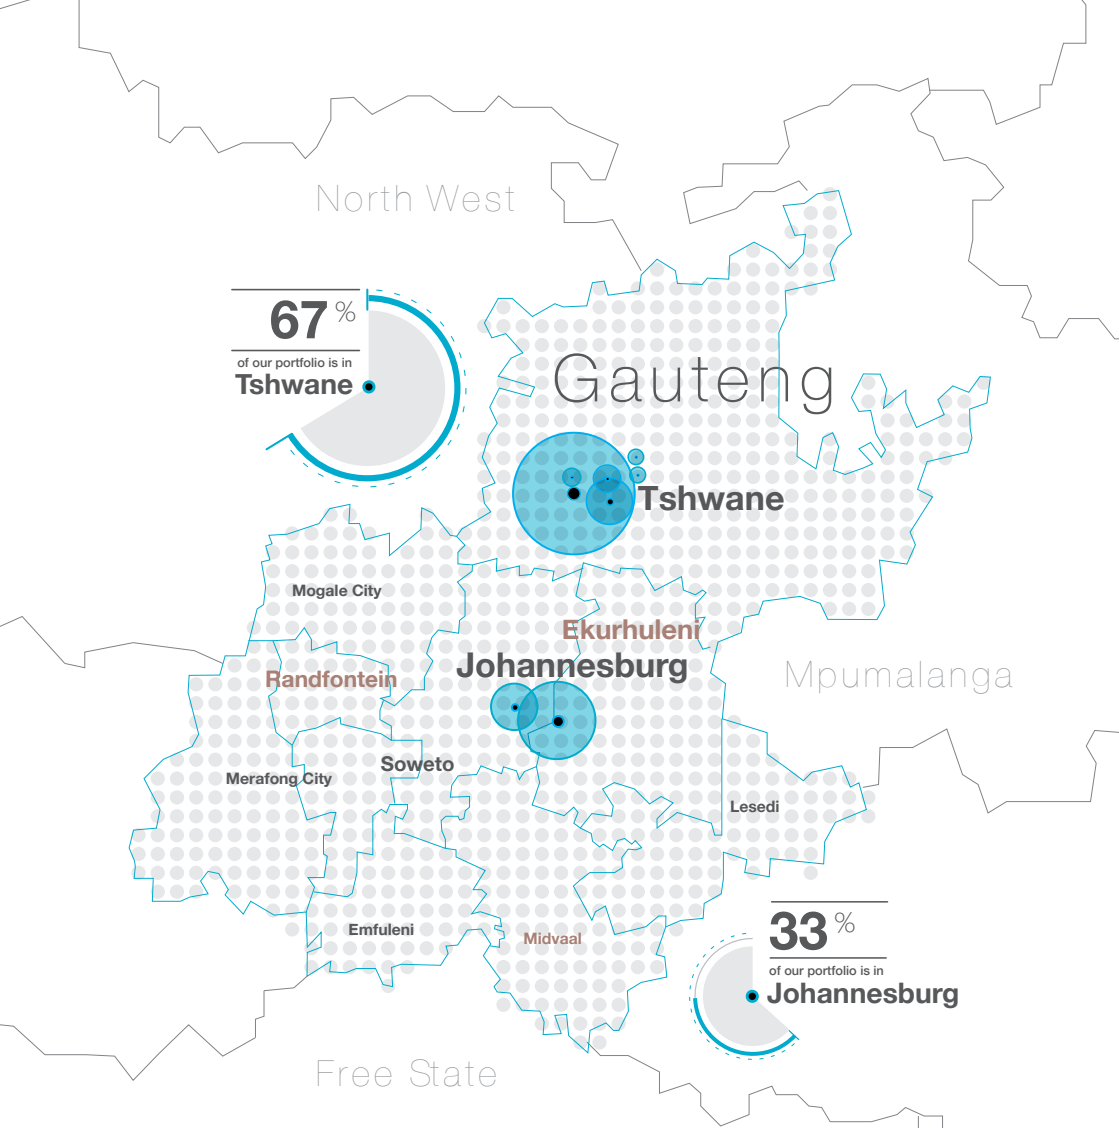 North West
67 %
of our portfolio is in
Tshwane
Gauteng
Tshwane
Mogale City
Ekurhuleni
Johannesburg
Randfontein
Mpumalanga
Soweto
Merafong City
Lesedi
Emfuleni
Midvaal
33 %
of our portfolio is in
Johannesburg
Free State